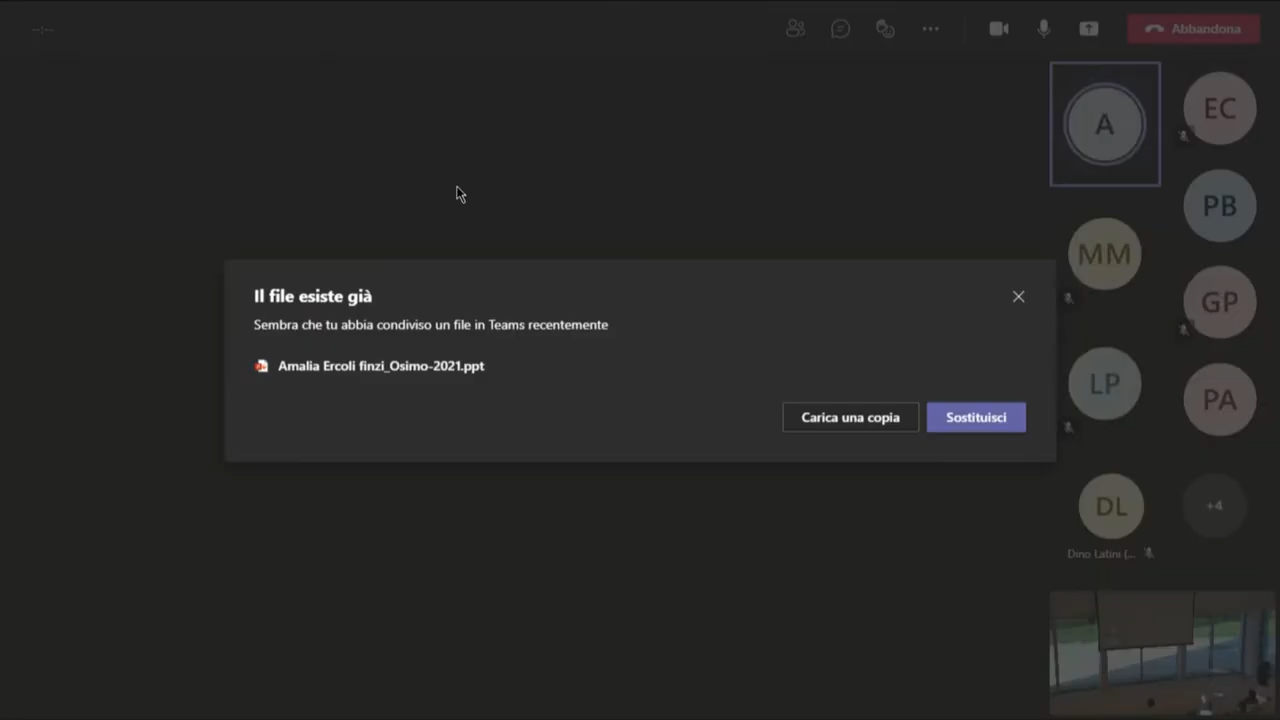 --:--
Abbandona
A
EC
PB
MM
GP
LP
PA
DL
+4
Dino Latini (...
Il file esiste già
Sembra che tu abbia condiviso un file in Teams recentemente
Amalia Ercoli finzi_Osimo-2021.ppt
Carica una copia
Sostituisci